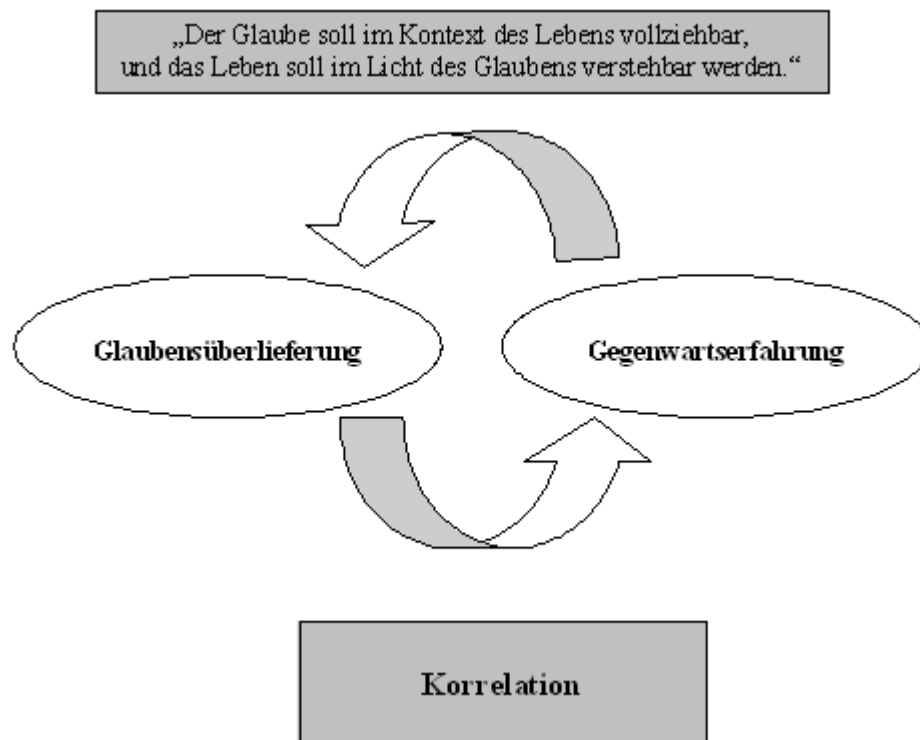 „Der Glaube soll im Kontext des Lebens vollziehbar,
und das Leben soll im Licht des Glaubens verstehbar werden.“
Glaubensüberlieferung
Gegenwartserfahrung
Korrelation